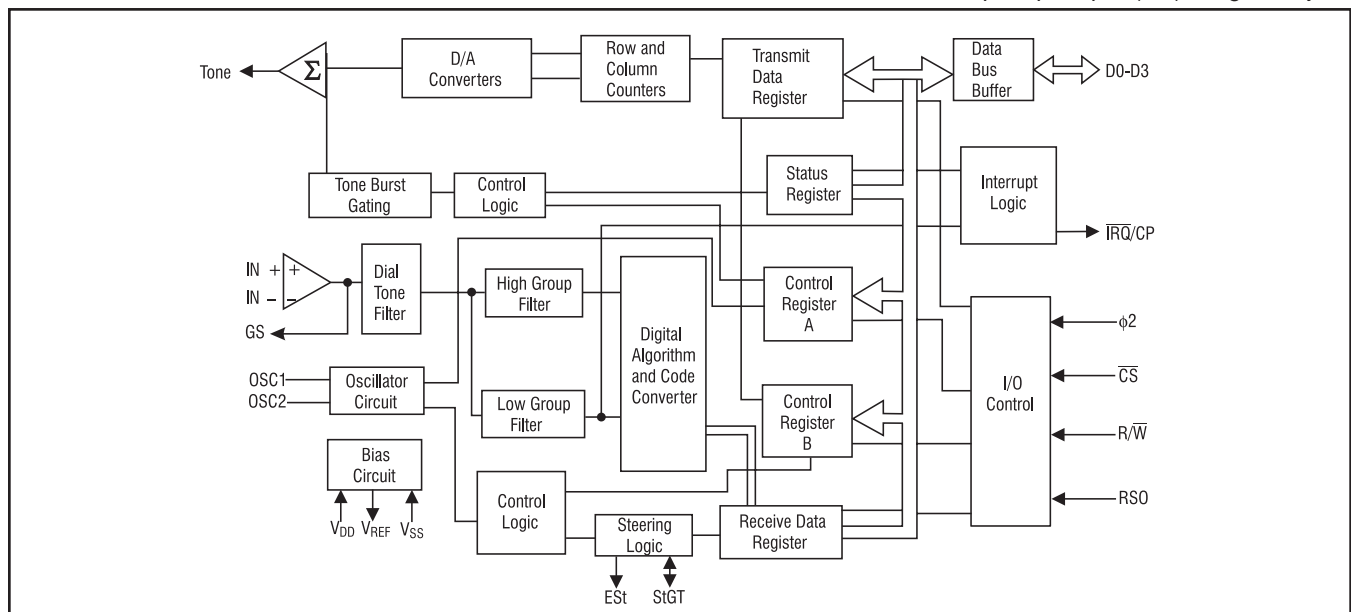 Tone
Σ
D/A
Converters
Row and
Column
Counters
Transmit
Data
Register
Data
Bus
Buffer
D0-D3
Tone Burst
Gating
Control
Logic
Status
Register
Interrupt
Logic
I̅R̅Q̅/CP
IN +
+
IN –
–
GS
Dial
Tone
Filter
High Group
Filter
Low Group
Filter
Digital
Algorithm
and Code
Converter
Control
Register
A
Control
Register
B
I/O
Control
ϕ2
C̅S̅
R/W̅
RSO
OSC1
OSC2
Oscillator
Circuit
Bias
Circuit
VDD VREF VSS
Control
Logic
Steering
Logic
Receive Data
Register
ESt
StGT